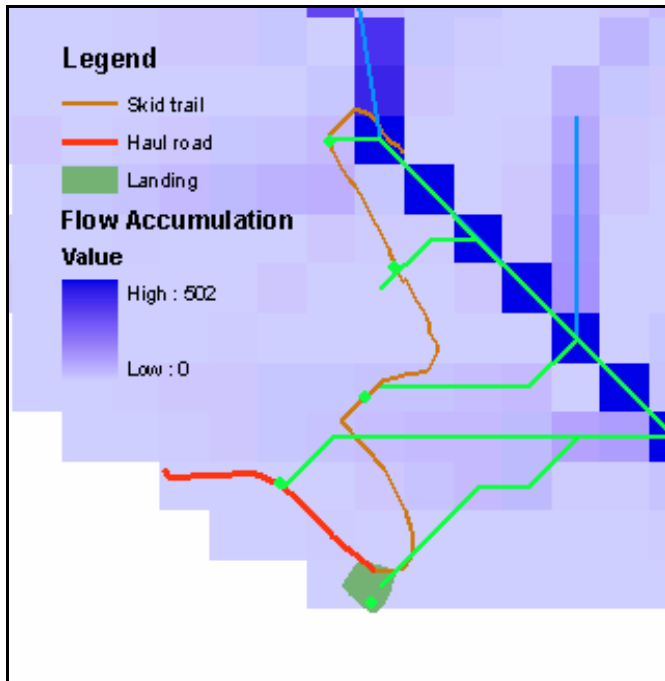 Legend
Skid trail
Haul road
Landing
Flow Accumulation
Value
High : 502
Low : 0